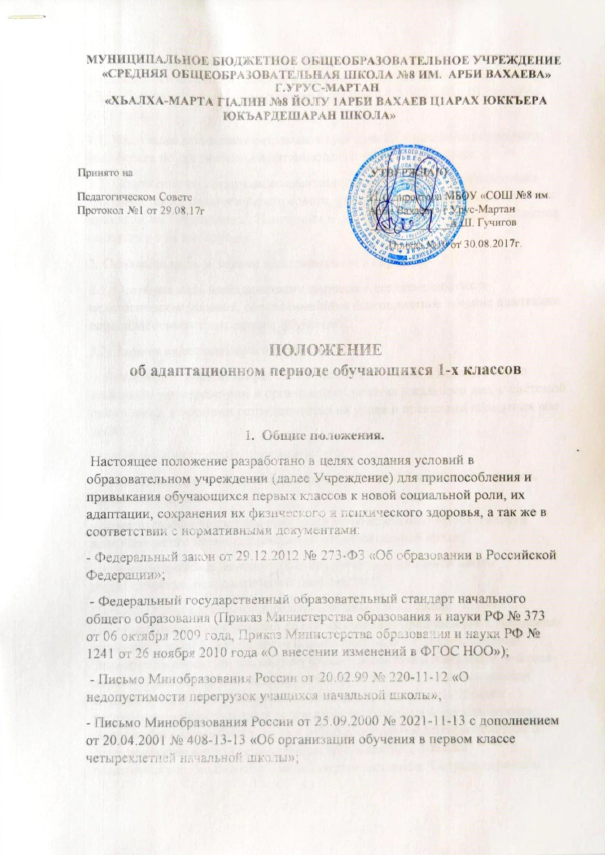 МУНИЦИПАЛЬНОЕ БЮДЖЕТНОЕ ОБЩЕОБРАЗОВАТЕЛЬНОЕ УЧРЕЖДЕНИЕ
«СРЕДНЯЯ ОБЩЕОБРАЗОВАТЕЛЬНАЯ ШКОЛА №8 ИМ. АРБИ ВАХАЕВА»
Г.УРУС-МАРТАН
«ХЬАЛХА-МАРТА ГIАЛИН №8 ЙОЛУ 1АРБИ ВАХАЕВ Ц1АРАХ ЮККЪЕРА
ЮКЪАРДЕШАРАН ШКОЛА»
Принято на
Педагогическом Совете
Протокол №1 от 29.08.17г
УТВЕРЖДАЮ
МБОУ «СОШ №8 им.
Урус-Мартан
Ш. Гучигов
от 30.08.2017г.
ПОЛОЖЕНИЕ
об адаптационном периоде обучающихся 1-х классов
1. Общие положения.
Настоящее положение разработано в целях создания условий в
образовательном учреждении (далее Учреждение) для приспособления и
привыкания обучающихся первых классов к новой социальной роли, их
адаптации, сохранения их физического и психического здоровья, а так же в
соответствии с нормативными документами:
- Федеральный закон от 29.12.2012 № 273-ФЗ «Об образовании в Российской
Федерации»;
- Федеральный государственный образовательный стандарт начального
общего образования (Приказ Министерства образования и науки РФ № 373
от 06 октября 2009 года, Приказ Министерства образования и науки РФ №
1241 от 26 ноября 2010 года «О внесении изменений в ФГОС НОО»);
- Письмо Минобразования России от 20.02.99 № 220-11-12 «О
недопустимости перегрузок учащихся начальной школы»;
- Письмо Минобразования России от 25.09.2000 № 2021-11-13 с дополнением
от 20.04.2001 № 408-13-13 «Об организации обучения в первом классе
четырехлетней начальной школы»;